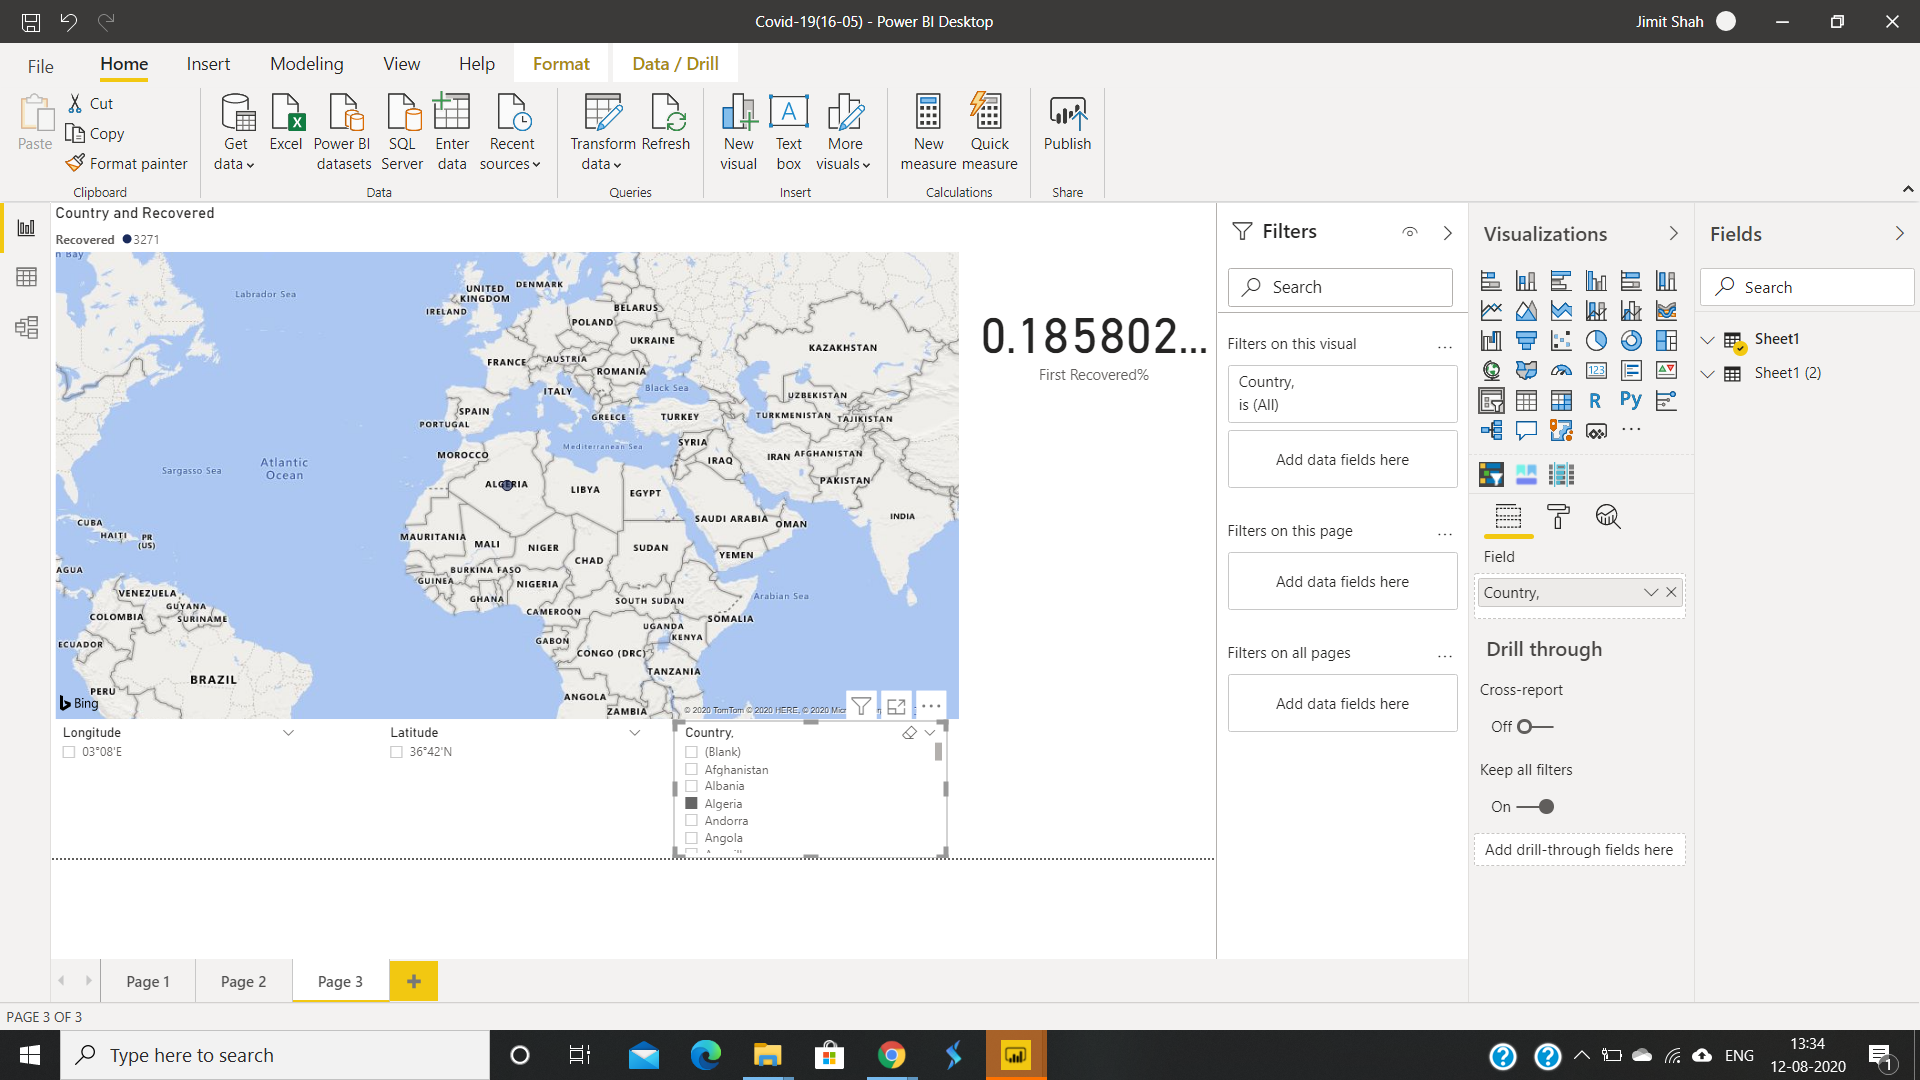 Covid-19(16-05) - Power BI Desktop
Jimit Shah
File
Home
Insert
Modeling
View
Help
Format
Data / Drill
Paste
Cut
Copy
Format painter
Clipboard
Get data
Excel
Power BI datasets
SQL Server
Enter data
Recent sources
Data
Transform data
Refresh
Queries
New visual
Text box
More visuals
Insert
New measure
Quick measure
Calculations
Publish
Share
Country and Recovered
Recovered 3271
n Bay
Labrador Sea
UNITED KINGDOM
DENMARK
IRELAND
BELARUS
POLAND
UKRAINE
KAZAKHSTAN
FRANCE
AUSTRIA
ROMANIA
ITALY
Black Sea
UZBEKISTAN
SPAIN
PORTUGAL
GREECE
TURKEY
TURKMENISTAN
TAJIKISTAN
Mediterranean Sea
SYRIA
MOROCCO
IRAQ
IRAN
AFGHANISTAN
Sargasso Sea
Atlantic Ocean
ALGERIA
LIBYA
EGYPT
PAKISTAN
SAUDI ARABIA
OMAN
INDIA
CUBA
HAITI
PR (US)
MAURITANIA
MALI
NIGER
CHAD
SUDAN
YEMEN
AGUA
BURKINA FASO
GUINEA
NIGERIA
VENEZUELA
GUYANA
GHANA
SOUTH SUDAN
Arabian Sea
COLOMBIA
SURINAME
CAMEROON
SOMALIA
UGANDA
KENYA
ECUADOR
GABON
CONGO (DRC)
TANZANIA
BRAZIL
PERU
ANGOLA
ZAMBIA
Bing
© 2020 TomTom © 2020 HERE, © 2020 Micr
0.185802...
First Recovered%
Longitude
03°08'E
Latitude
36°42'N
Country.
(Blank)
Afghanistan
Albania
Algeria
Andorra
Angola
Filters
Search
Filters on this visual
...
Country,
is (All)
Add data fields here
Filters on this page
...
Add data fields here
Filters on all pages
...
Add data fields here
Visualizations
123
R
Py
...
Field
Country,
Drill through
Cross-report
Off
Keep all filters
On
Add drill-through fields here
Fields
Search
Sheet1
Sheet1 (2)
Page 1
Page 2
Page 3
PAGE 3 OF 3
Type here to search
ENG
13:34
12-08-2020
1